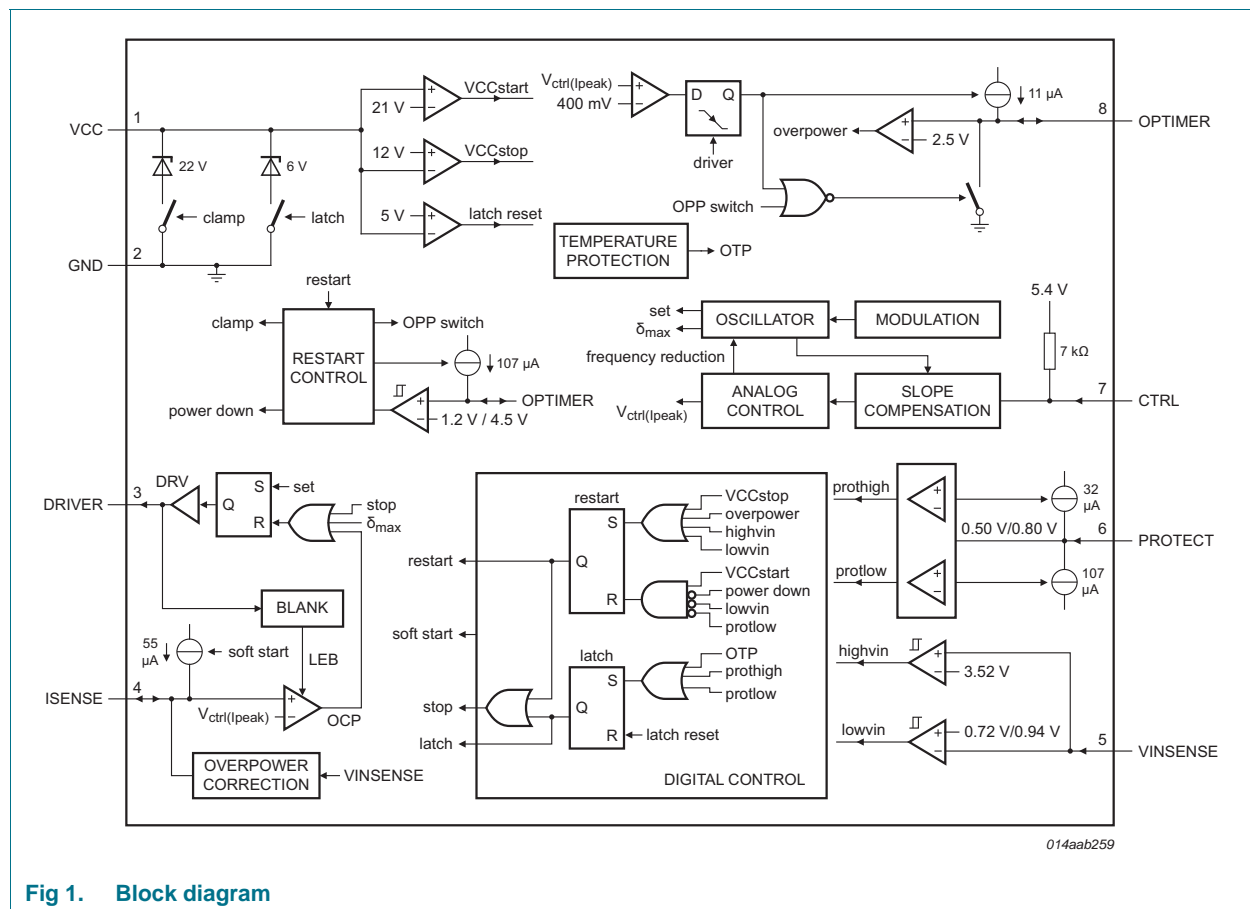 VCC
1
22 V
clamp
6 V
latch
GND
2
21 V
VCCstart
12 V
VCCstop
5 V
latch reset
Vctrl(Ipeak)
400 mV
D
Q
driver
OPP switch
overpower
2.5 V
11 µA
8
OPTIMER
TEMPERATURE
PROTECTION
OTP
restart
clamp
OPP switch
RESTART
CONTROL
107 µA
power down
OPTIMER
1.2 V / 4.5 V
set
δmax
OSCILLATOR
MODULATION
frequency reduction
ANALOG
CONTROL
SLOPE
COMPENSATION
Vctrl(Ipeak)
5.4 V
7 kΩ
7
CTRL
DRIVER
3
DRV
Q
S
R
set
stop
δmax
BLANK
LEB
55
µA
soft start
ISENSE
4
Vctrl(Ipeak)
OCP
OVERPOWER
CORRECTION
VINSENSE
restart
S
R
Q
VCCstop
overpower
highvin
lowvin
VCCstart
power down
lowvin
protlow
restart
soft start
latch
S
Q
R
OTP
prothigh
protlow
latch reset
stop
latch
DIGITAL CONTROL
prothigh
protlow
0.50 V/0.80 V
32
µA
6
PROTECT
107
µA
highvin
3.52 V
lowvin
0.72 V/0.94 V
5
VINSENSE
014aab259
Fig 1. Block diagram